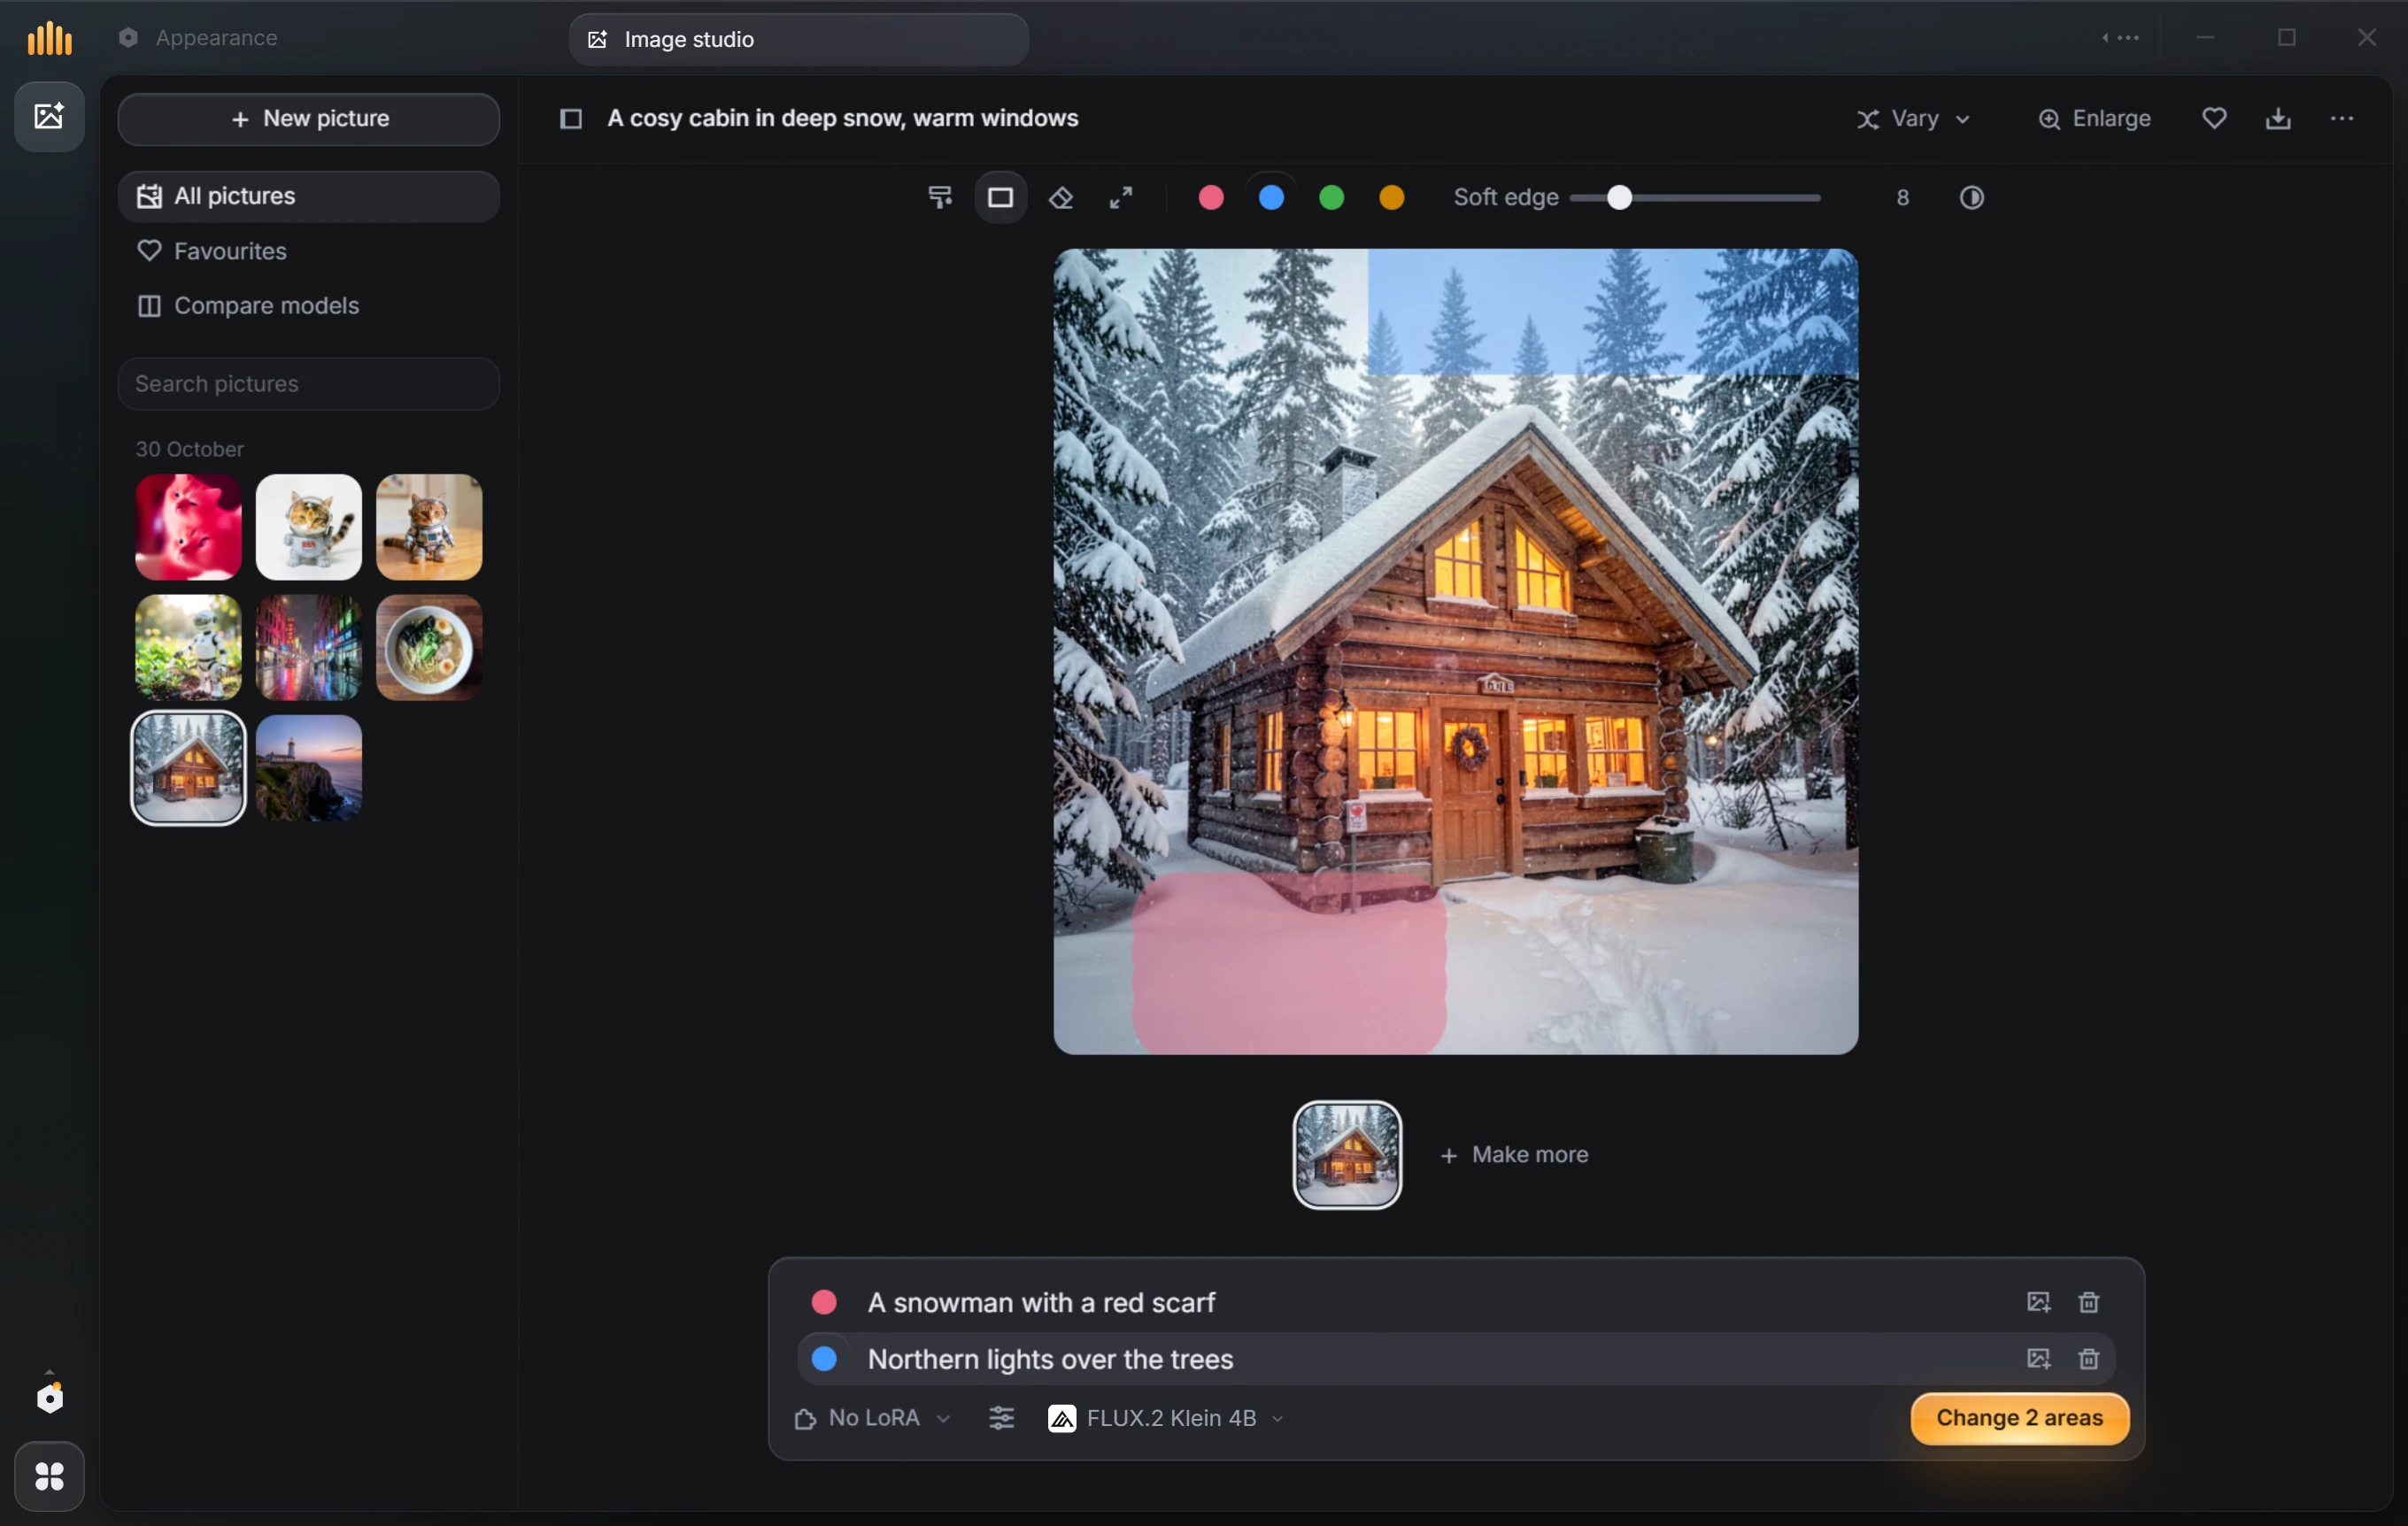 Appearance
Image studio
New picture
A cosy cabin in deep snow, warm windows
Vary
Enlarge
All pictures
Favourites
Compare models
Soft edge
8
Search pictures
30 October
Make more
A snowman with a red scarf
Northern lights over the trees
No LoRA
FLUX.2 Klein 4B
Change 2 areas